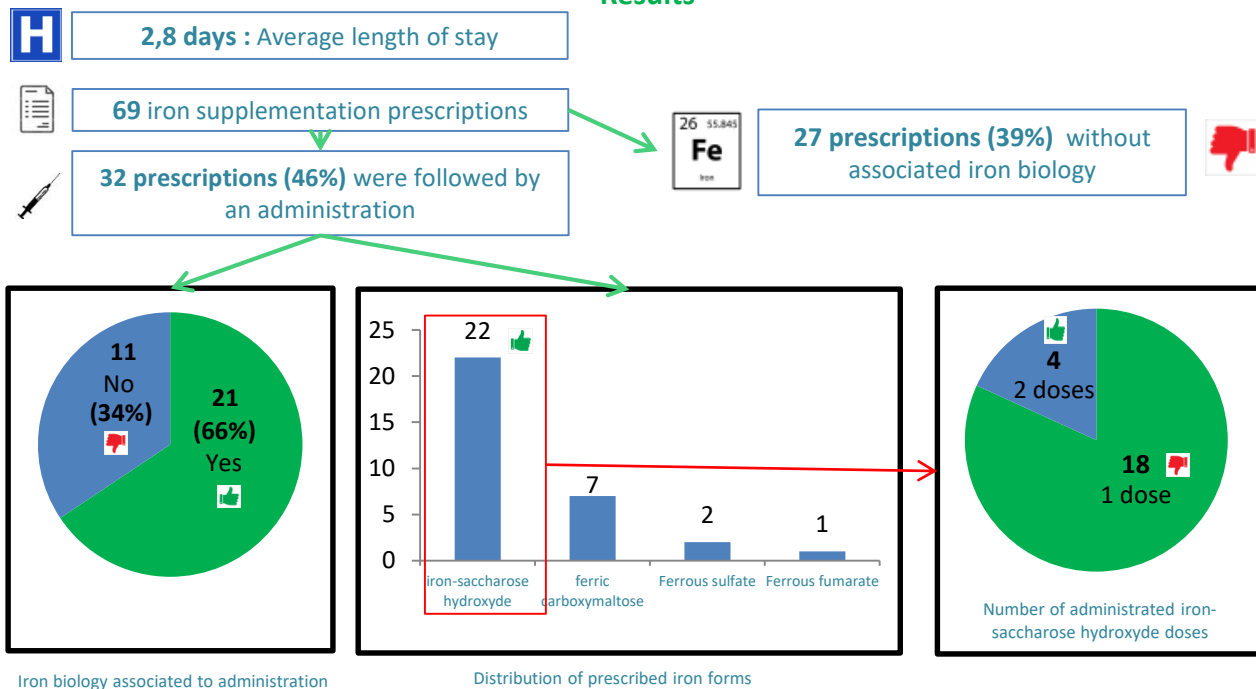 Results
H
2,8 days : Average length of stay
69 iron supplementation prescriptions
26 55.845
Fe
Iron
27 prescriptions (39%) without
associated iron biology
32 prescriptions (46%) were followed by
an administration
11
No
(34%)
21
(66%)
Yes
25
20
15
10
5
0
22
7
2
1
iron-saccharose
hydroxyde
ferric
carboxymaltose
Ferrous sulfate
Ferrous fumarate
4
2 doses
18
1 dose
Number of administrated iron-
saccharose hydroxyde doses
Iron biology associated to administration
Distribution of prescribed iron forms